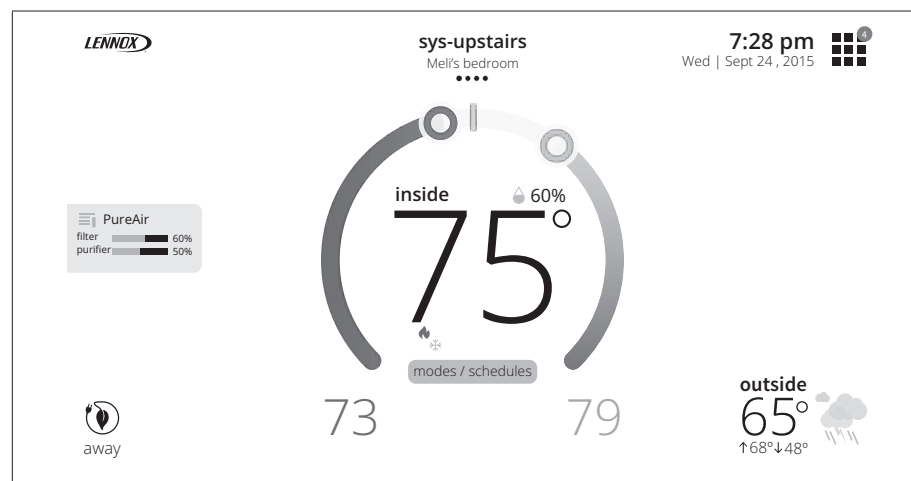 LENNOX
sys-upstairs
Meli's bedroom
7:28 pm
Wed | Sept 24 , 2015
4
PureAir
filter 60%
purifier 50%
inside 60%
75°
modes / schedules
73 79
away
outside
65°
↑68°↓48°